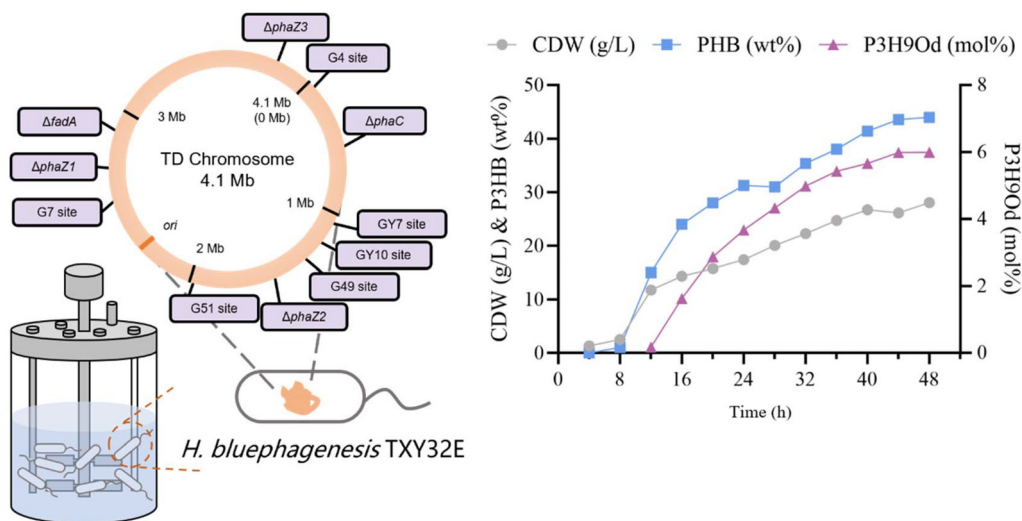 ΔphaZ3
G4 site
4.1 Mb
(0 Mb)
3 Mb
ΔfadA
ΔphaC
TD Chromosome
4.1 Mb
ΔphaZ1
1 Mb
G7 site
GY7 site
ori
2 Mb
GY10 site
G49 site
G51 site
ΔphaZ2
H. bluephagenesis TXY32E
CDW (g/L)
PHB (wt%)
P3H9Od (mol%)
CDW (g/L) & P3HB (wt%)
50
40
30
20
10
0
8
6
4
2
0
P3H9Od
(mol%)
0
8
16
24
32
40
48
Time (h)